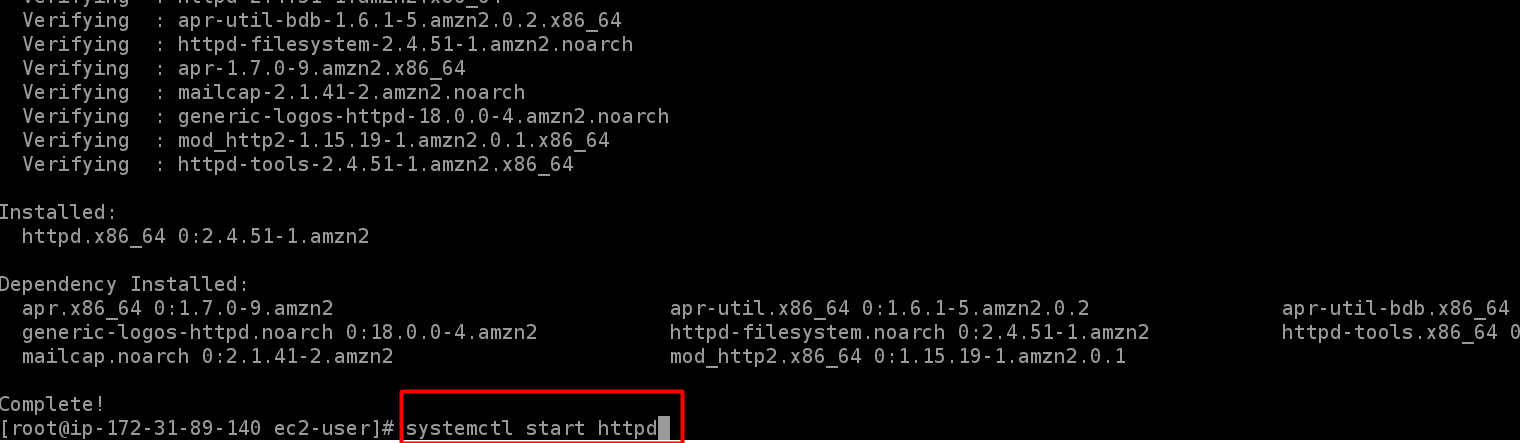 Verifying  : httpd-2.4.51-1.amzn2.x86_64
Verifying  : apr-util-bdb-1.6.1-5.amzn2.0.2.x86_64
Verifying  : httpd-filesystem-2.4.51-1.amzn2.noarch
Verifying  : apr-1.7.0-9.amzn2.x86_64
Verifying  : mailcap-2.1.41-2.amzn2.noarch
Verifying  : generic-logos-httpd-18.0.0-4.amzn2.noarch
Verifying  : mod_http2-1.15.19-1.amzn2.0.1.x86_64
Verifying  : httpd-tools-2.4.51-1.amzn2.x86_64
Installed:
httpd.x86_64 0:2.4.51-1.amzn2
Dependency Installed:
apr.x86_64 0:1.7.0-9.amzn2 apr-util.x86_64 0:1.6.1-5.amzn2.0.2 apr-util-bdb.x86_64
generic-logos-httpd.noarch 0:18.0.0-4.amzn2 httpd-filesystem.noarch 0:2.4.51-1.amzn2 httpd-tools.x86_64 0
mailcap.noarch 0:2.1.41-2.amzn2 mod_http2.x86_64 0:1.15.19-1.amzn2.0.1
Complete!
[root@ip-172-31-89-140 ec2-user]# systemctl start httpd